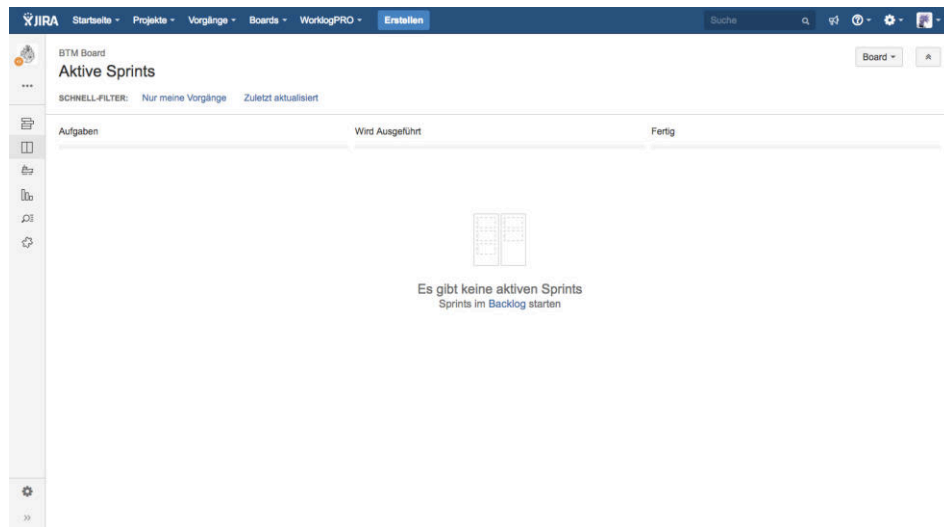 JIRA Startseite Projekte Vorgänge Boards WorklogPRO Erstellen Suche
BTM Board
Board
Aktive Sprints
SCHNELL-FILTER: Nur meine Vorgänge Zuletzt aktualisiert
Aufgaben Wird Ausgeführt Fertig
Es gibt keine aktiven Sprints
Sprints im Backlog starten